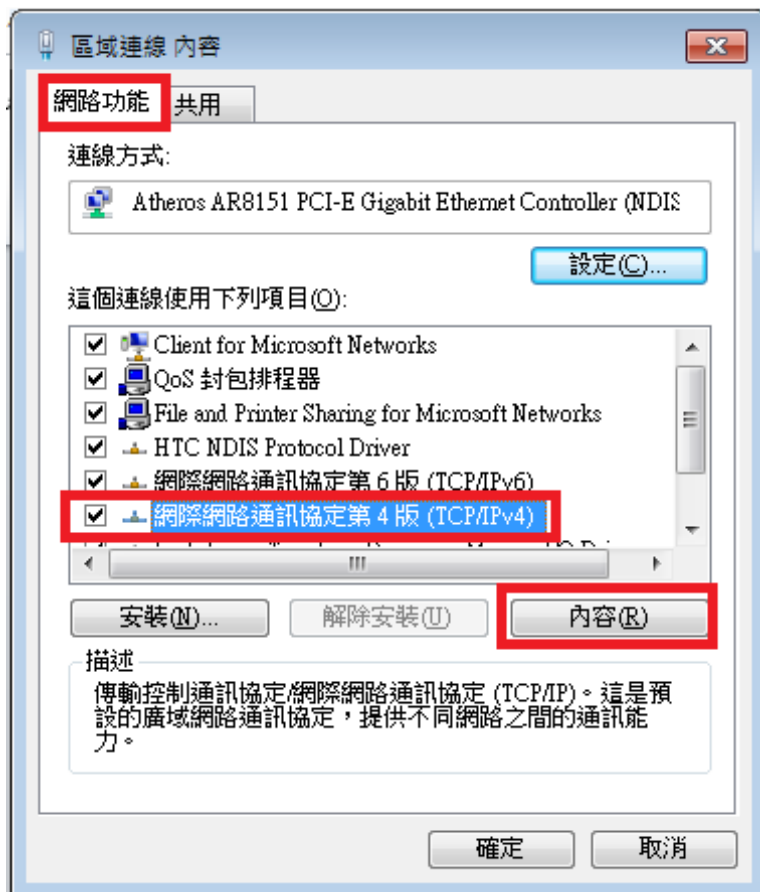 區域連線 內容
網路功能 共用
連線方式:
Atheros AR8151 PCI-E Gigabit Ethernet Controller (NDIS
設定(C)...
這個連線使用下列項目(O):
Client for Microsoft Networks
QoS 封包排程器
File and Printer Sharing for Microsoft Networks
HTC NDIS Protocol Driver
網際網路通訊協定第 6 版 (TCP/IPv6)
網際網路通訊協定第 4 版 (TCP/IPv4)
安裝(N)... 解除安裝(U) 內容(R)
描述
傳輸控制通訊協定/網際網路通訊協定 (TCP/IP)。這是預
設的廣域網路通訊協定，提供不同網路之間的通訊能
力。
確定 取消